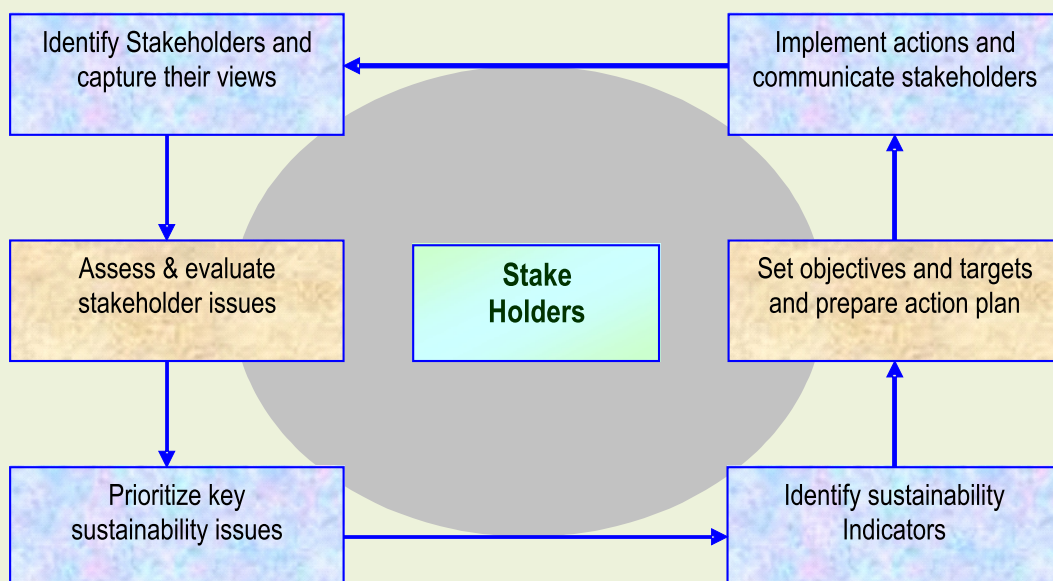 Identify Stakeholders and
capture their views
Implement actions and
communicate stakeholders
Assess & evaluate
stakeholder issues
Stake
Holders
Set objectives and targets
and prepare action plan
Prioritize key
sustainability issues
Identify sustainability
Indicators